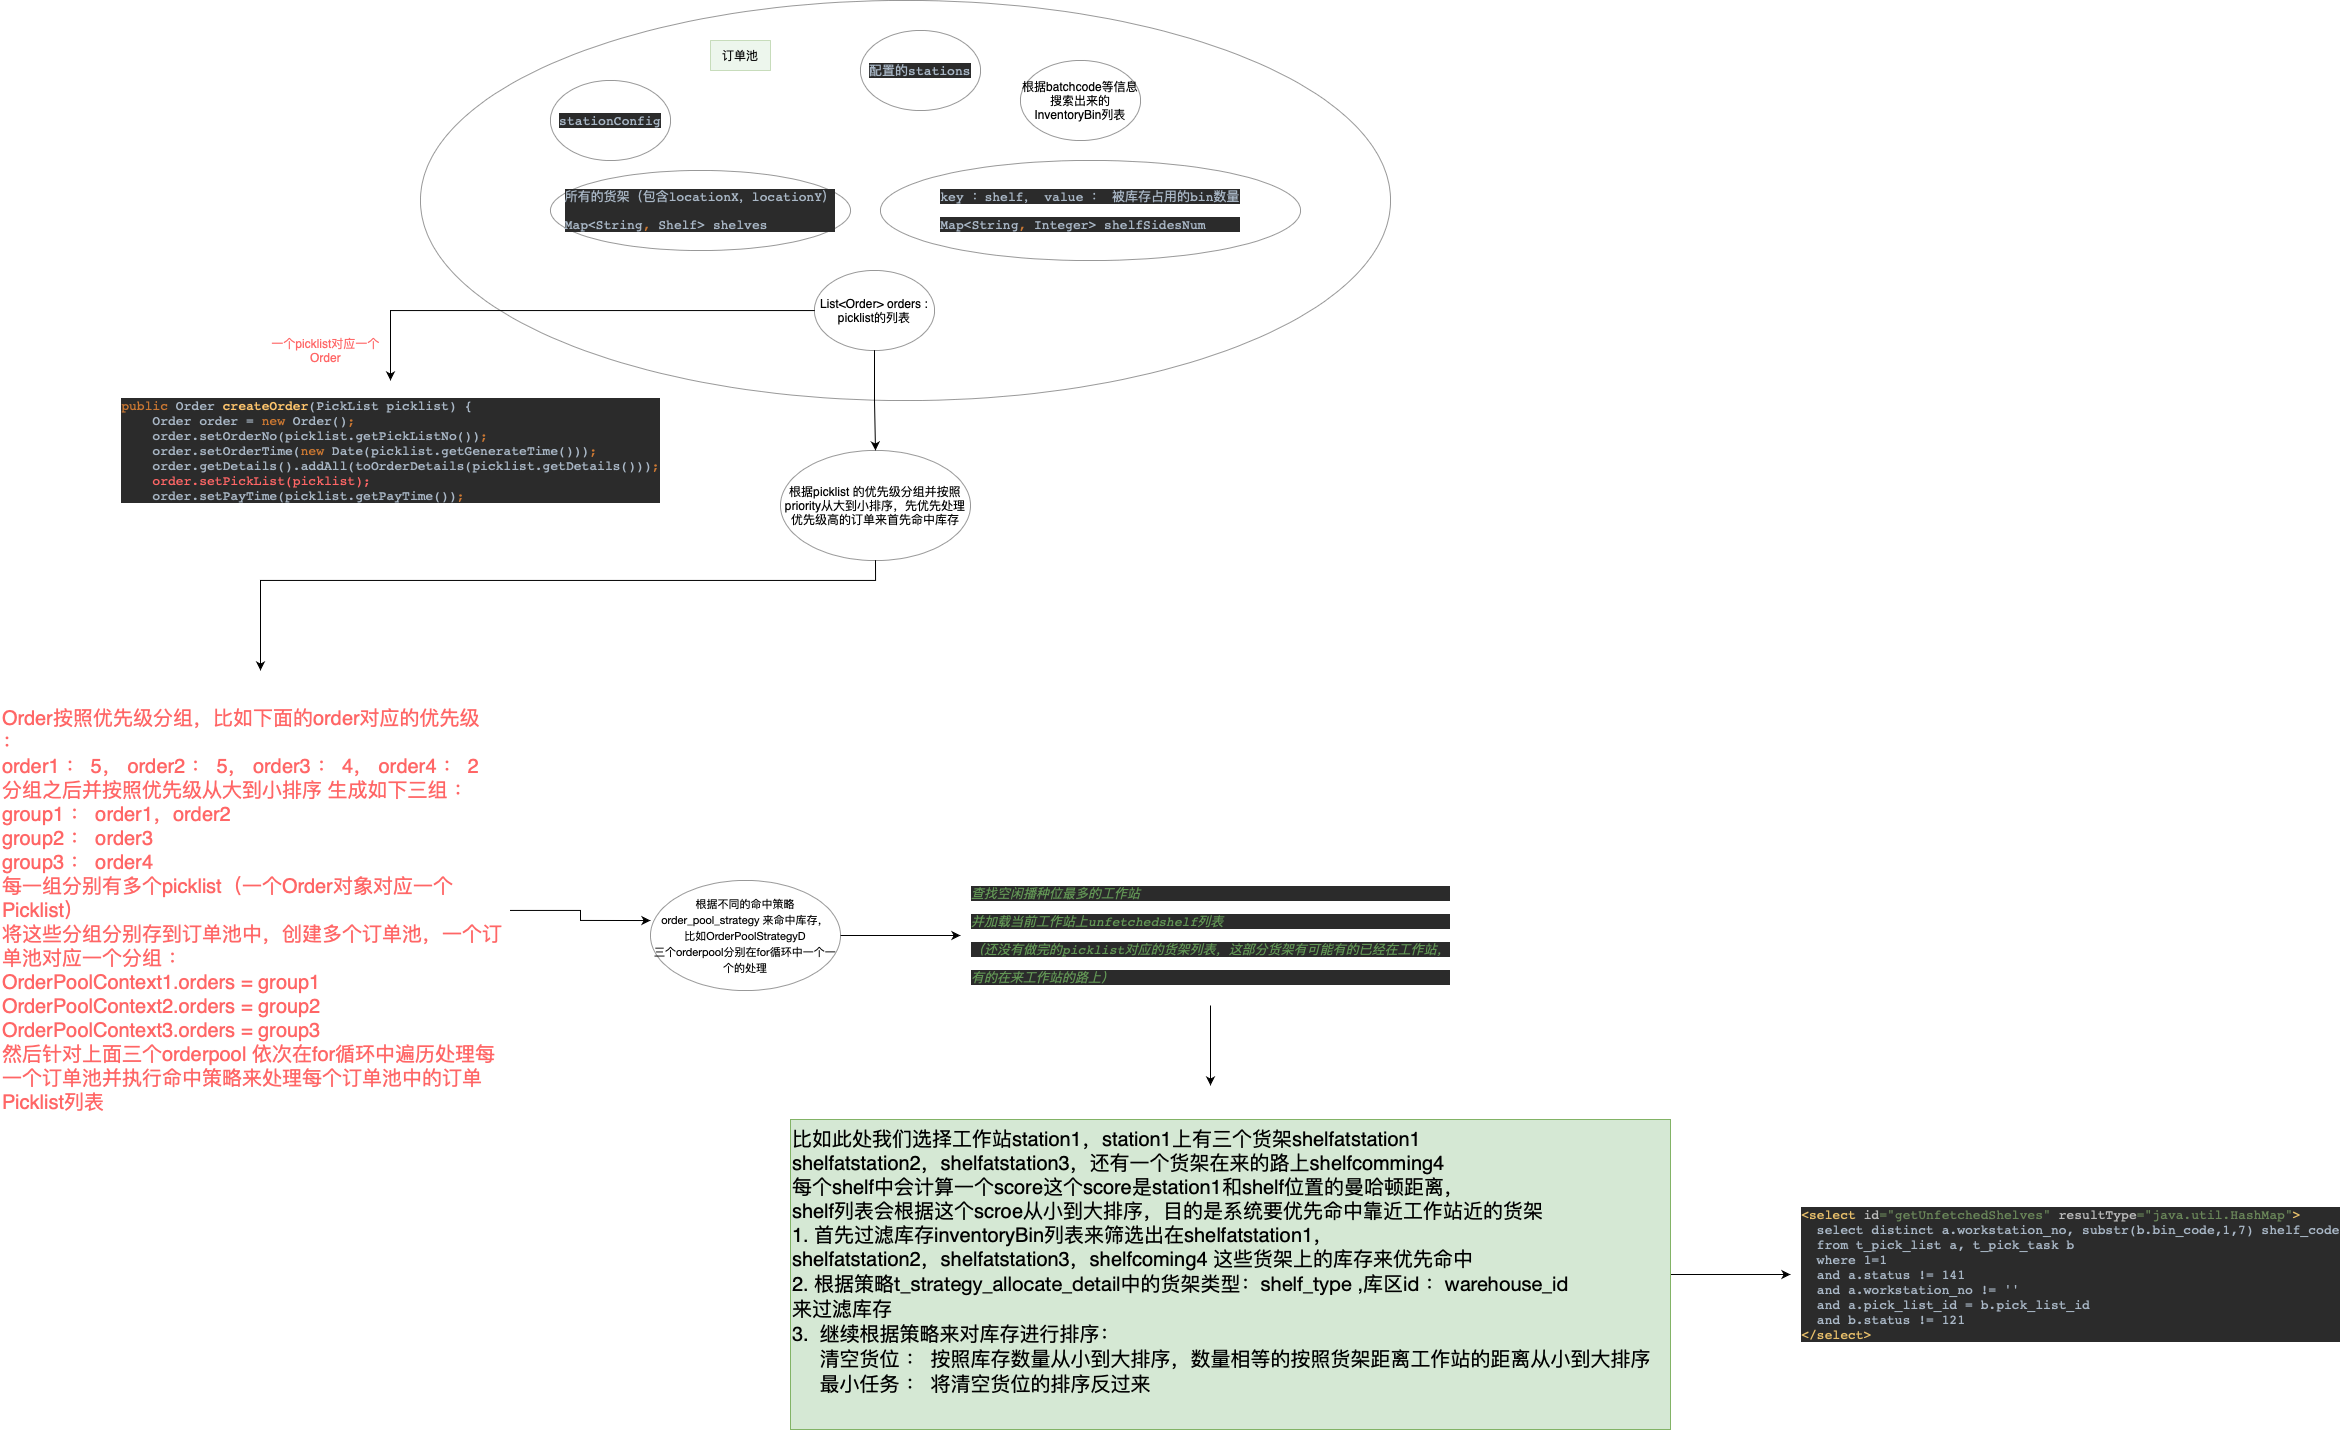 订单池
配置的stations
根据batchcode等信息
搜索出来的
InventoryBin列表
stationConfig
所有的货架（包含locationX，locationY）
Map<String, Shelf> shelves
key ：shelf， value ： 被库存占用的bin数量
Map<String, Integer> shelfSidesNum
List<Order> orders：
picklist的列表
一个picklist对应一个
Order
public Order createOrder(PickList picklist) {
    Order order = new Order();
    order.setOrderNo(picklist.getPickListNo());
    order.setOrderTime(new Date(picklist.getGenerateTime()));
    order.getDetails().addAll(toOrderDetails(picklist.getDetails()));
    order.setPickList(picklist);
    order.setPayTime(picklist.getPayTime());
根据picklist 的优先级分组并按照
priority从大到小排序，先优先处理
优先级高的订单来首先命中库存
Order按照优先级分组，比如下面的order对应的优先级
：
order1： 5， order2： 5， order3： 4， order4： 2
分组之后并按照优先级从大到小排序 生成如下三组：
group1： order1，order2
group2： order3
group3： order4
每一组分别有多个picklist（一个Order对象对应一个
Picklist）
将这些分组分别存到订单池中，创建多个订单池，一个订
单池对应一个分组：
OrderPoolContext1.orders = group1
OrderPoolContext2.orders = group2
OrderPoolContext3.orders = group3
然后针对上面三个orderpool 依次在for循环中遍历处理每
一个订单池并执行命中策略来处理每个订单池中的订单
Picklist列表
根据不同的命中策略
order_pool_strategy 来命中库存，
比如OrderPoolStrategyD
三个orderpool分别在for循环中一个一
个的处理
查找空闲播种位最多的工作站
并加载当前工作站上unfetchedshelf列表
（还没有做完的picklist对应的货架列表，这部分货架有可能有的已经在工作站，
有的在来工作站的路上）
比如此处我们选择工作站station1，station1上有三个货架shelfatstation1
shelfatstation2，shelfatstation3，还有一个货架在来的路上shelfcomming4
每个shelf中会计算一个score这个score是station1和shelf位置的曼哈顿距离，
shelf列表会根据这个scroe从小到大排序，目的是系统要优先命中靠近工作站近的货架
1. 首先过滤库存inventoryBin列表来筛选出在shelfatstation1，
shelfatstation2，shelfatstation3，shelfcoming4 这些货架上的库存来优先命中
2. 根据策略t_strategy_allocate_detail中的货架类型：shelf_type ,库区id ：warehouse_id
来过滤库存
3. 继续根据策略来对库存进行排序：
清空货位 ： 按照库存数量从小到大排序，数量相等的按照货架距离工作站的距离从小到大排序
最小任务 ： 将清空货位的排序反过来
<select id="getUnfetchedShelves" resultType="java.util.HashMap">
  select distinct a.workstation_no, substr(b.bin_code,1,7) shelf_code
  from t_pick_list a, t_pick_task b
  where 1=1
  and a.status != 141
  and a.workstation_no != ''
  and a.pick_list_id = b.pick_list_id
  and b.status != 121
</select>